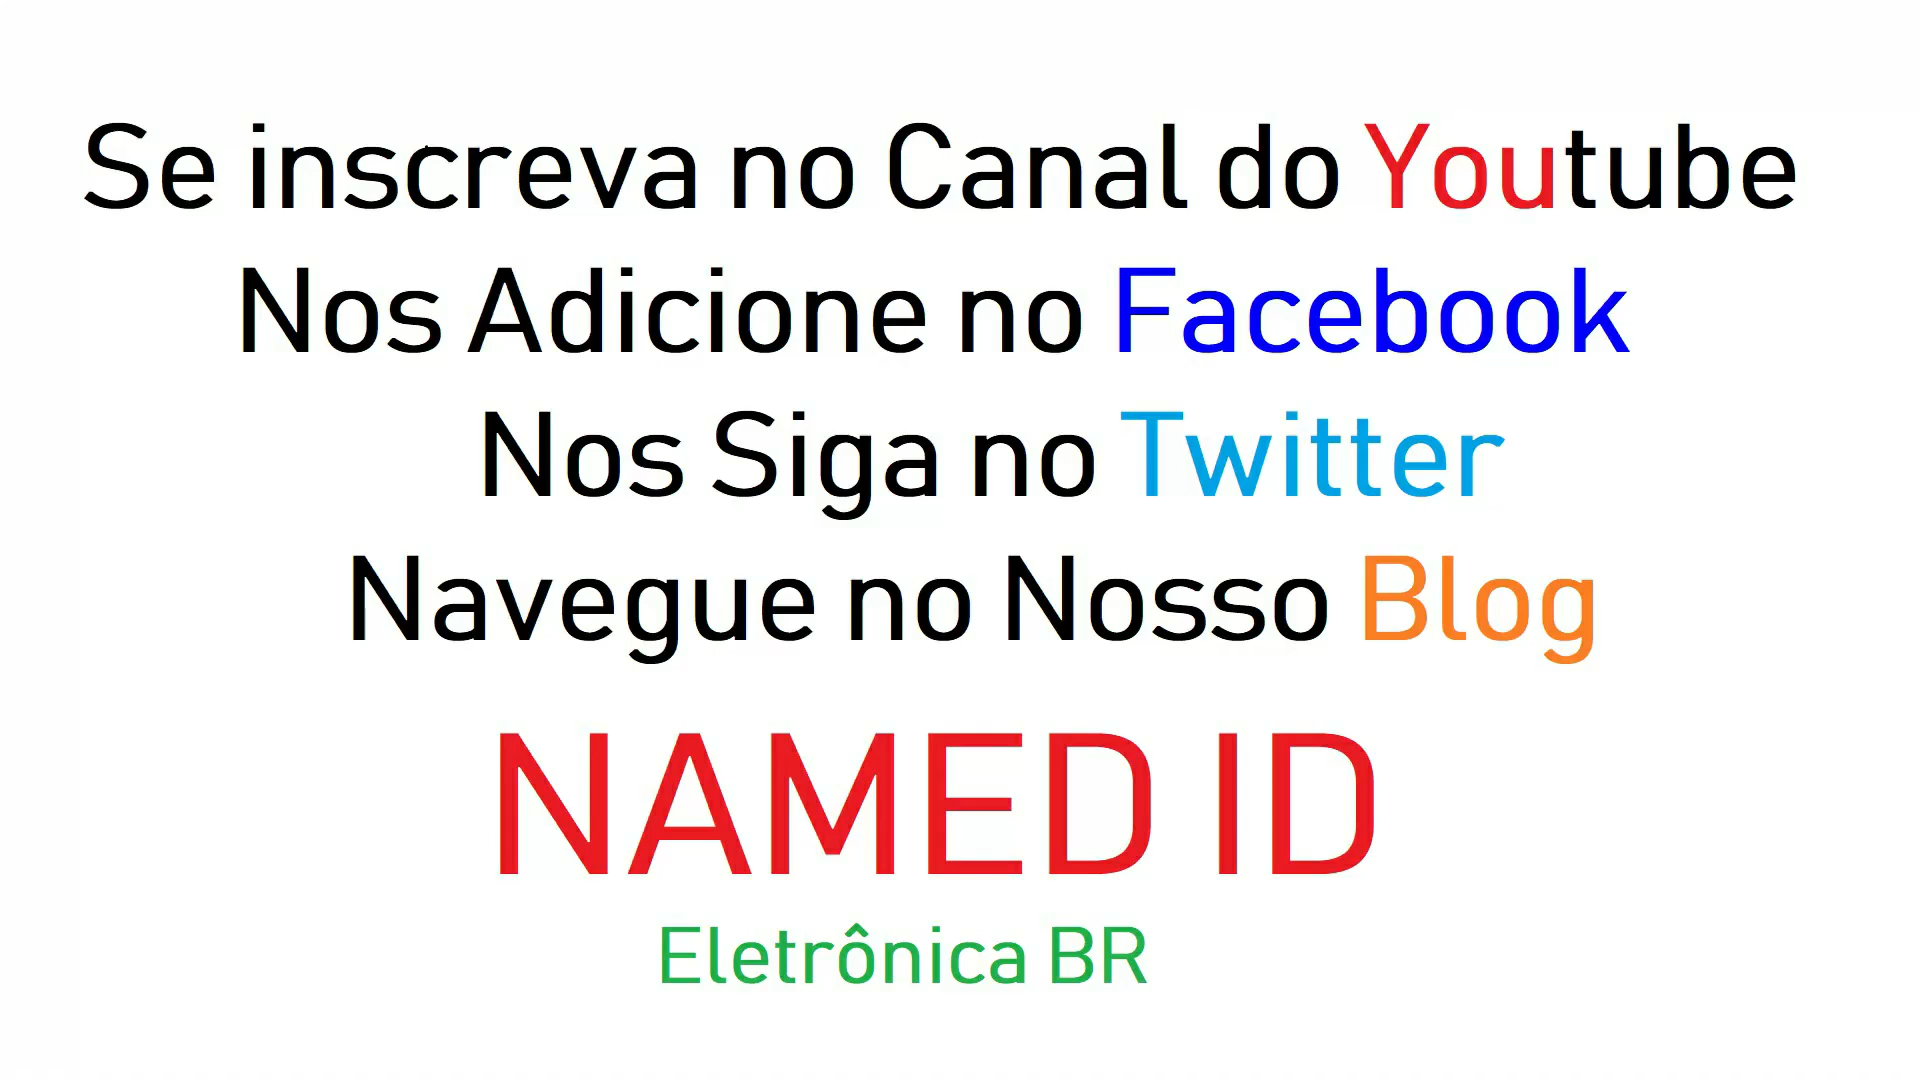 Se inscreva no Canal do Youtube
Nos Adicione no Facebook
Nos Siga no Twitter
Navegue no Nosso Blog
NAMED ID
Eletrônica BR